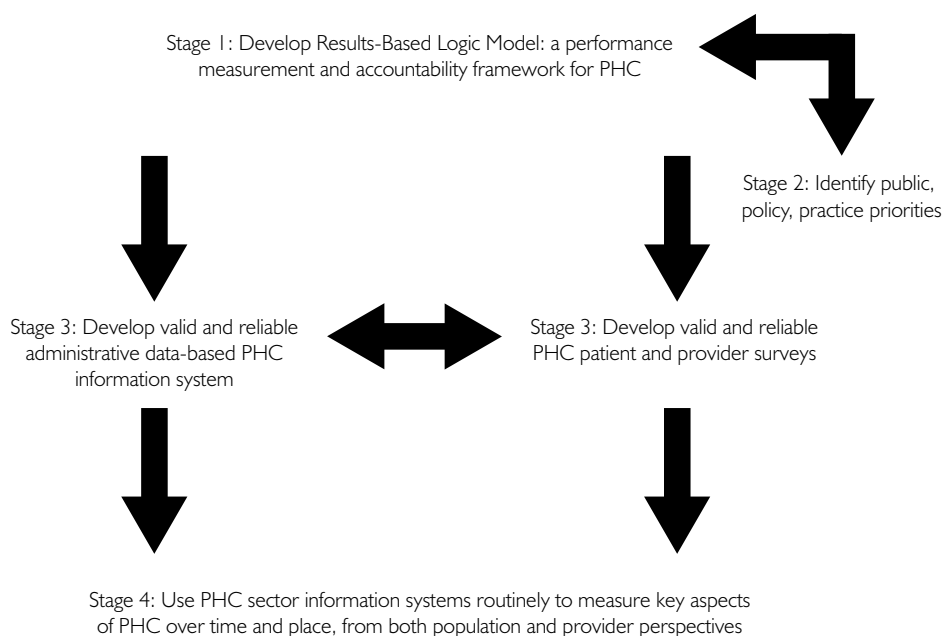 Stage 1: Develop Results-Based Logic Model: a performance
measurement and accountability framework for PHC
Stage 2: Identify public,
policy, practice priorities
Stage 3: Develop valid and reliable
administrative data-based PHC
information system
Stage 3: Develop valid and reliable
PHC patient and provider surveys
Stage 4: Use PHC sector information systems routinely to measure key aspects
of PHC over time and place, from both population and provider perspectives